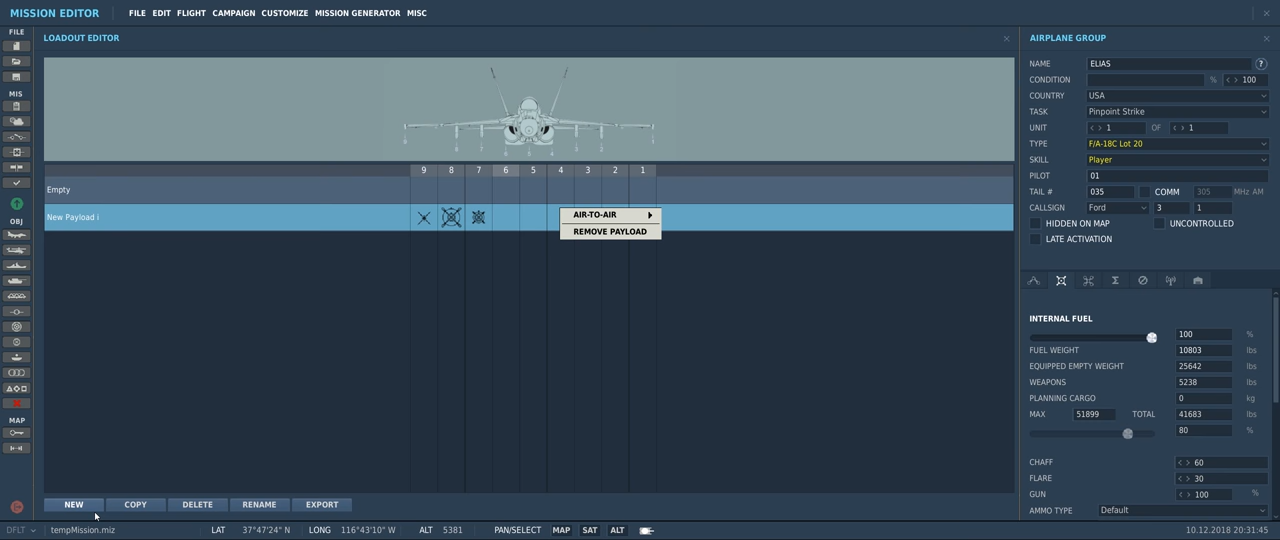 MISSION EDITOR FILE EDIT FLIGHT CAMPAIGN CUSTOMIZE MISSION GENERATOR MISC
FILE
MIS
OBJ
MAP
LOADOUT EDITOR
9 8 7 6 5 4 3 2 1
Empty
New Payload i
AIR-TO-AIR
REMOVE PAYLOAD
NEW COPY DELETE RENAME EXPORT
AIRPLANE GROUP
NAME ELIAS ?
CONDITION % < > 100
COUNTRY USA
TASK Pinpoint Strike
UNIT < > 1 OF < > 1
TYPE F/A-18C Lot 20
SKILL Player
PILOT 01
TAIL # 035 COMM 305 MHz AM
CALLSIGN Ford 3 1
HIDDEN ON MAP UNCONTROLLED
LATE ACTIVATION
INTERNAL FUEL
100 %
FUEL WEIGHT 10803 lbs
EQUIPPED EMPTY WEIGHT 25642 lbs
WEAPONS 5238 lbs
PLANNING CARGO 0 kg
MAX 51899 TOTAL 41683 lbs
80 %
CHAFF < > 60
FLARE < > 30
GUN < > 100 %
AMMO TYPE Default
DFLT tempMission.miz LAT 37°47'24" N LONG 116°43'10" W ALT 5381 PAN/SELECT MAP SAT ALT 10.12.2018 20:31:45